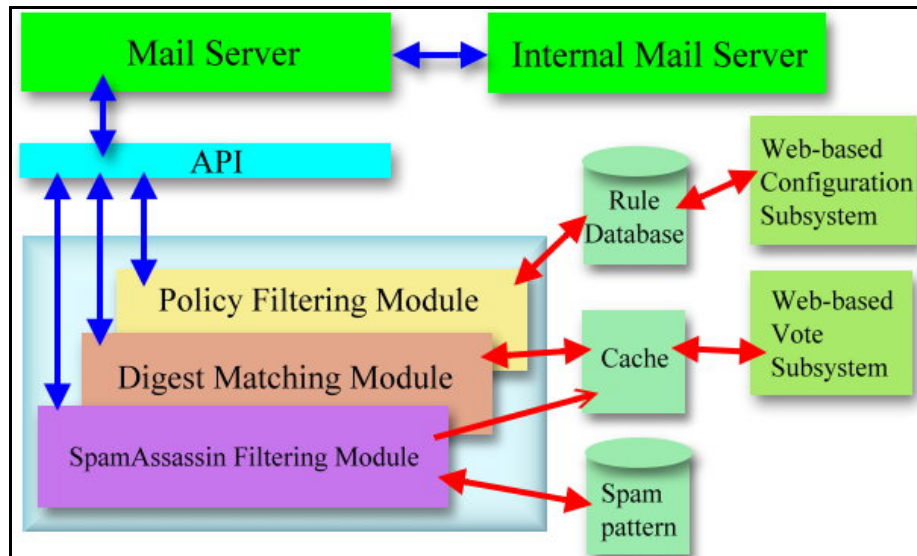 Mail Server
Internal Mail Server
API
Rule
Database
Web-based
Configuration
Subsystem
Policy Filtering Module
Digest Matching Module
Cache
Web-based
Vote
Subsystem
SpamAssassin Filtering Module
Spam
pattern